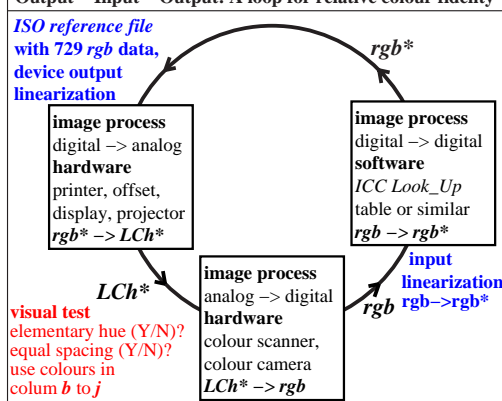 Output – Input – Output: A loop for relative colour fidelity
ISO reference file
with 729 rgb data,
device output
linearization
rgb*
image process
digital –> analog
hardware
printer, offset,
display, projector
rgb* –> LCh*
image process
digital –> digital
software
ICC Look_Up
table or similar
rgb –> rgb*
LCh*
image process
analog –> digital
hardware
colour scanner,
colour camera
LCh* –> rgb
rgb
input
linearization
rgb–>rgb*
visual test
elementary hue (Y/N)?
equal spacing (Y/N)?
use colours in
colum b to j